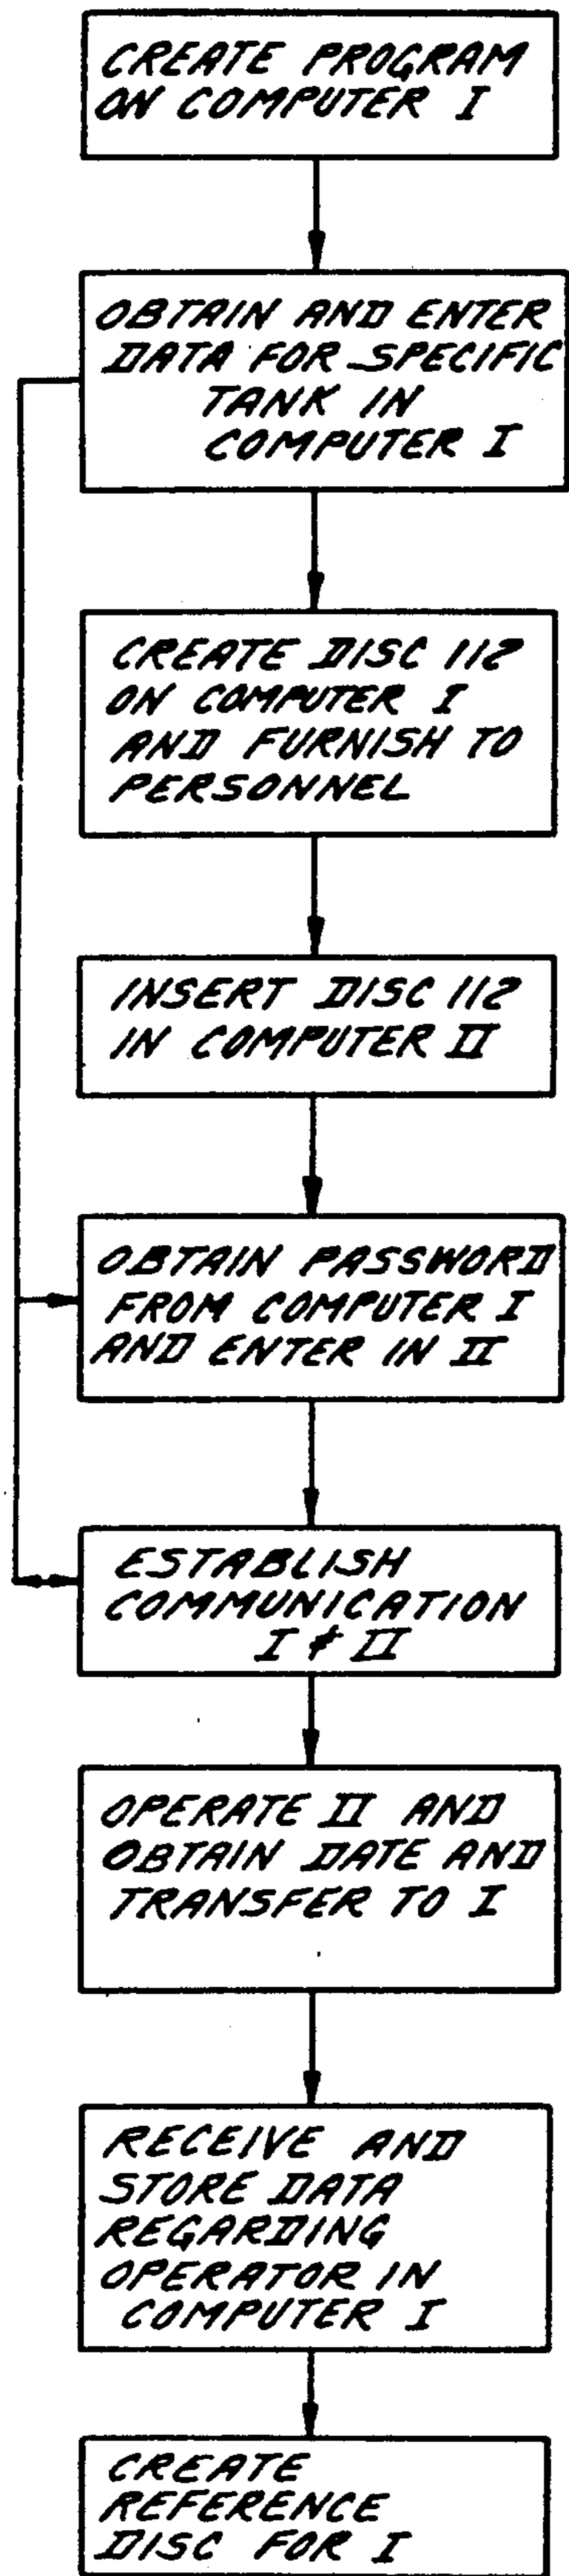 CREATE PROGRAM
ON COMPUTER I
OBTAIN AND ENTER
DATA FOR SPECIFIC
TANK IN
COMPUTER I
CREATE DISC 112
ON COMPUTER I
AND FURNISH TO
PERSONNEL
INSERT DISC 112
IN COMPUTER II
OBTAIN PASSWORD
FROM COMPUTER I
AND ENTER IN II
ESTABLISH
COMMUNICATION
I & II
OPERATE II AND
OBTAIN DATE AND
TRANSFER TO I
RECEIVE AND
STORE DATA
REGARDING
OPERATOR IN
COMPUTER I
CREATE
REFERENCE
DISC FOR I